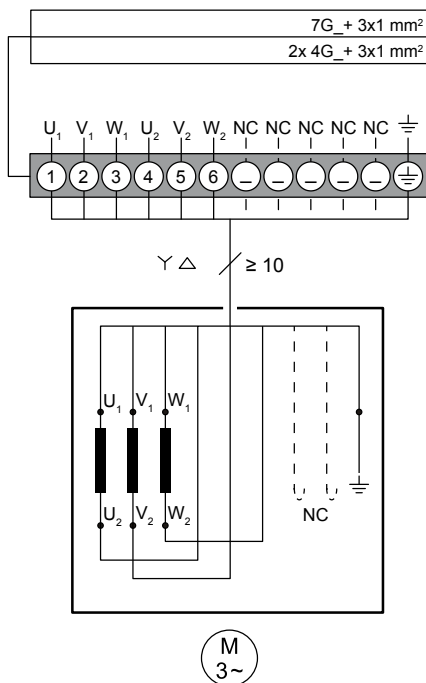 7G_+ 3x1 mm²
2x 4G_+ 3x1 mm²
U₁ V₁ W₁ U₂ V₂ W₂ NC NC NC NC NC
1 2 3 4 5 6 _ _ _ _ _
Y △ ≥ 10
U₁ V₁ W₁
U₂ V₂ W₂ NC
M
3~